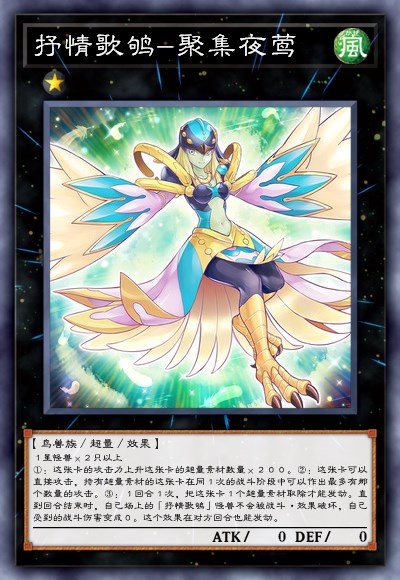 抒情歌鸲-聚集夜莺
風
【鸟兽族／超量／效果】
1星怪兽×2只以上
①：这张卡的攻击力上升这张卡的超量素材数量×200。②：这张卡可以
直接攻击，持有超量素材的这张卡在同1次的战斗阶段中可以作出最多有那
个数量的攻击。③：1回合1次，把这张卡1个超量素材取除才能发动。直
到回合结束时，自己场上的「抒情歌鸲」怪兽不会被战斗·效果破坏，自己
受到的战斗伤害变成0。这个效果在对方回合也能发动。
ATK/ 0 DEF/ 0